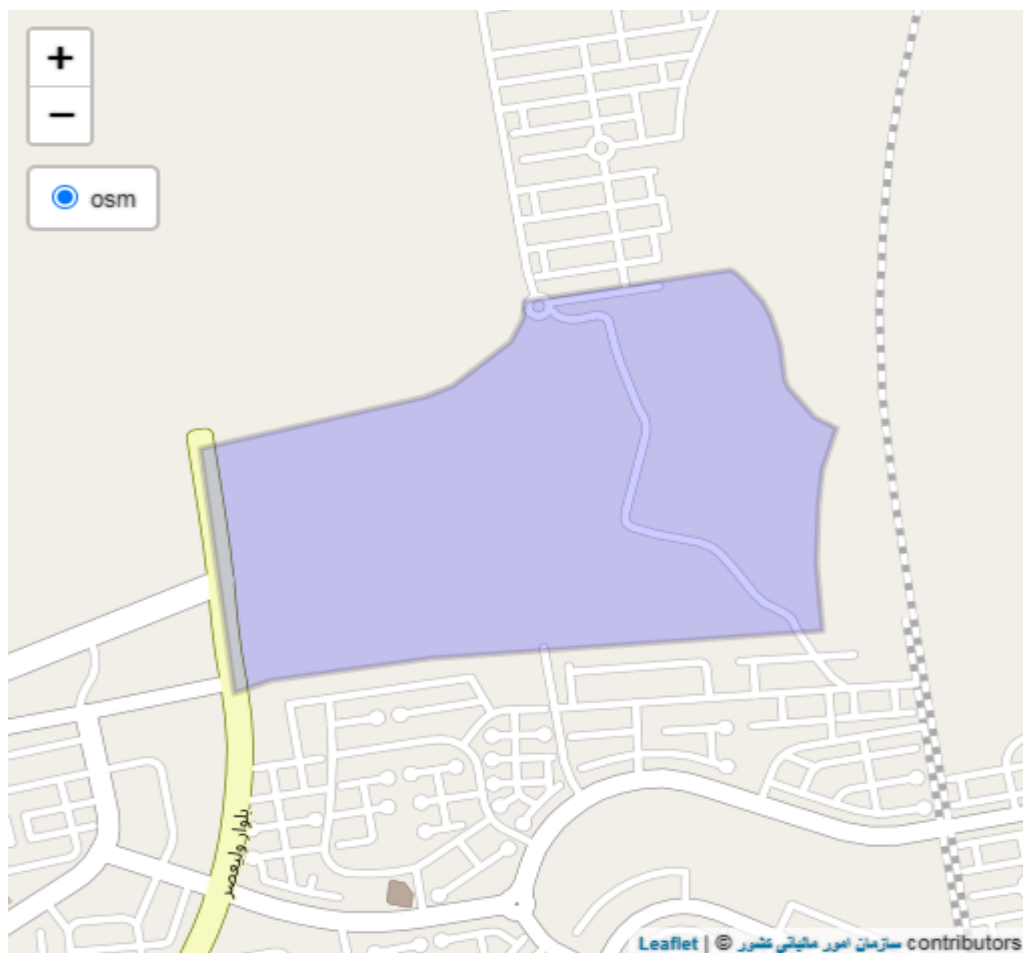 +
−
osm
بلوار ولیعصر
Leaflet | © سازمان امور مالیاتی کشور contributors